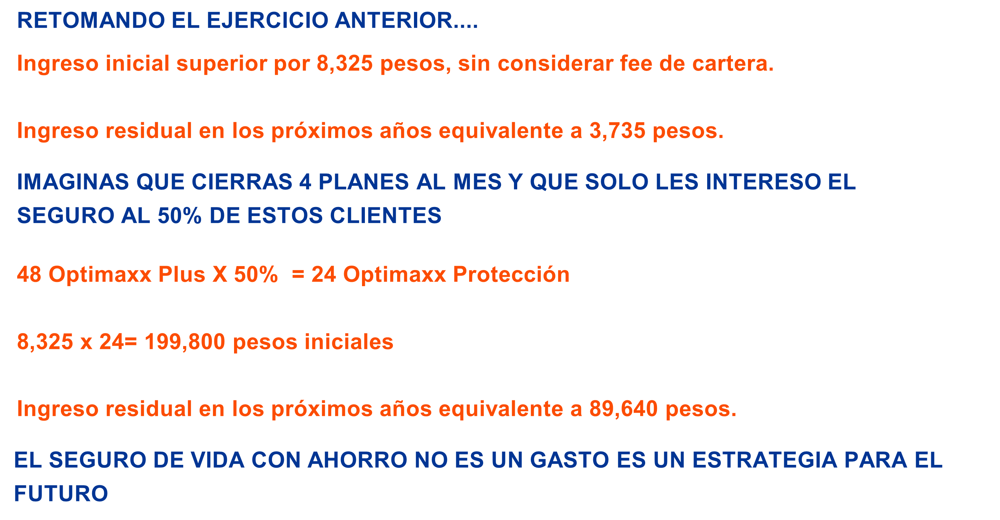 RETOMANDO EL EJERCICIO ANTERIOR....
Ingreso inicial superior por 8,325 pesos, sin considerar fee de cartera.
Ingreso residual en los próximos años equivalente a 3,735 pesos.
IMAGINAS QUE CIERRAS 4 PLANES AL MES Y QUE SOLO LES INTERESO EL
SEGURO AL 50% DE ESTOS CLIENTES
48 Optimaxx Plus X 50%  = 24 Optimaxx Protección
8,325 x 24= 199,800 pesos iniciales
Ingreso residual en los próximos años equivalente a 89,640 pesos.
EL SEGURO DE VIDA CON AHORRO NO ES UN GASTO ES UN ESTRATEGIA PARA EL
FUTURO